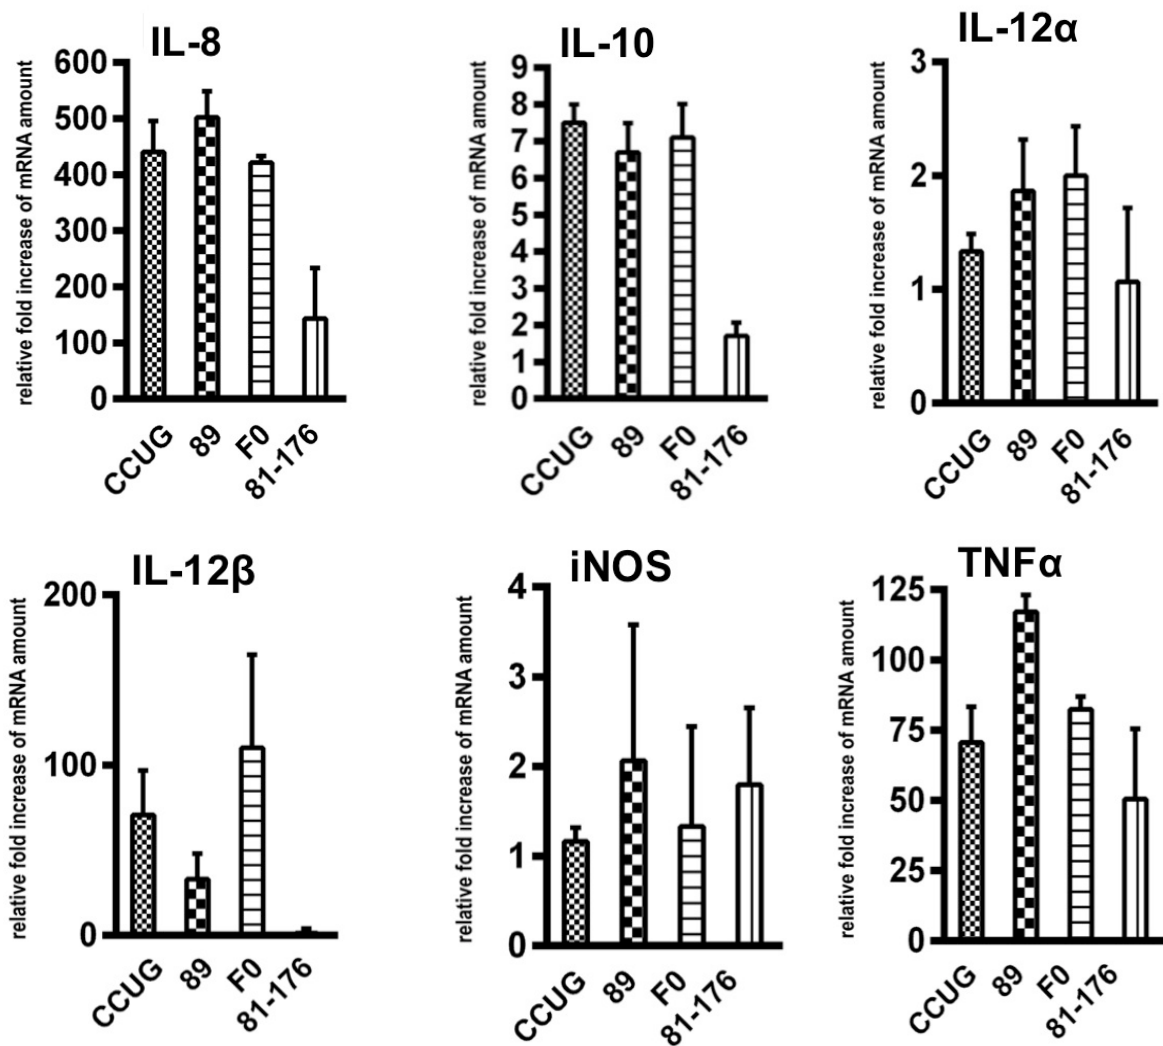 IL-8
relative fold increase of mRNA amount
600
500
400
300
200
100
0
CCUG
89
F0
81-176
IL-10
relative fold increase of mRNA amount
9
8
7
6
5
4
3
2
1
0
CCUG
89
F0
81-176
IL-12α
relative fold increase of mRNA amount
3
2
1
0
CCUG
89
F0
81-176
IL-12β
relative fold increase of mRNA amount
200
100
0
CCUG
89
F0
81-176
iNOS
relative fold increase of mRNA amount
4
3
2
1
0
CCUG
89
F0
81-176
TNFα
relative fold increase of mRNA amount
125
100
75
50
25
0
CCUG
89
F0
81-176